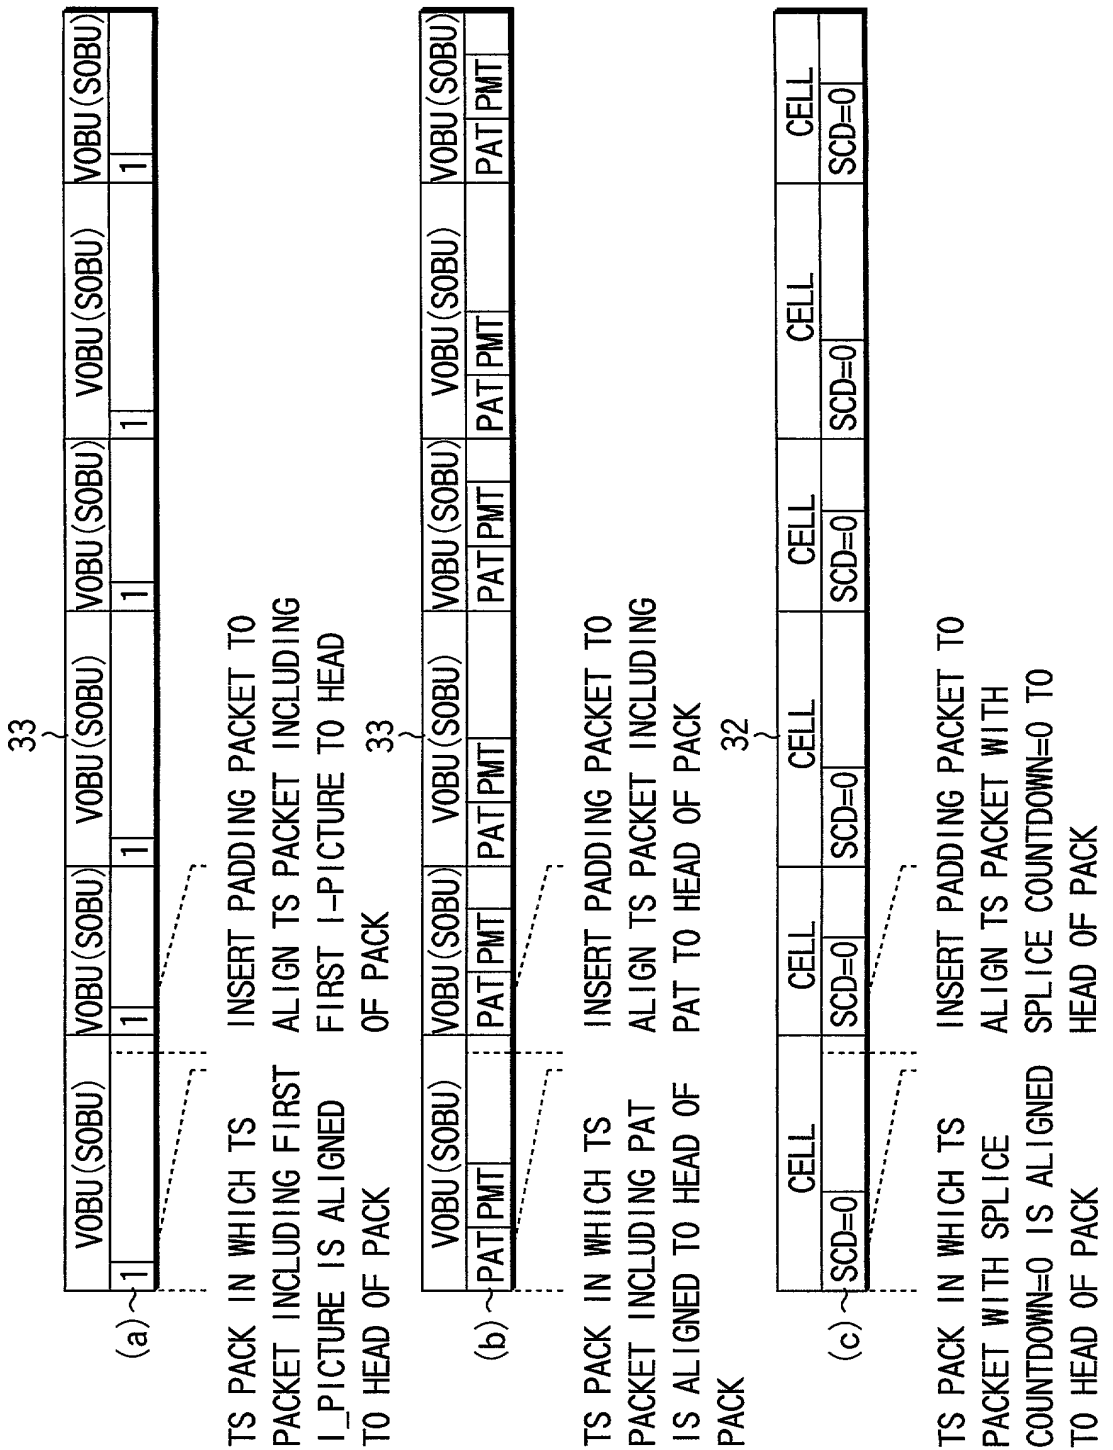 33
VOBU(SOBU) VOBU(SOBU) VOBU(SOBU) VOBU(SOBU) VOBU(SOBU) VOBU(SOBU)
(a) 1 1 1 1 1 1
TS PACK IN WHICH TS
PACKET INCLUDING FIRST
I_PICTURE IS ALIGNED
TO HEAD OF PACK
INSERT PADDING PACKET TO
ALIGN TS PACKET INCLUDING
FIRST I-PICTURE TO HEAD
OF PACK
33
VOBU(SOBU) VOBU(SOBU) VOBU(SOBU) VOBU(SOBU) VOBU(SOBU) VOBU(SOBU)
(b) PAT PMT PAT PMT PAT PMT PAT PMT PAT PMT PAT PMT
TS PACK IN WHICH TS
PACKET INCLUDING PAT
IS ALIGNED TO HEAD OF
PACK
INSERT PADDING PACKET TO
ALIGN TS PACKET INCLUDING
PAT TO HEAD OF PACK
32
CELL CELL CELL CELL CELL CELL
(c) SCD=0 SCD=0 SCD=0 SCD=0 SCD=0 SCD=0
TS PACK IN WHICH TS
PACKET WITH SPLICE
COUNTDOWN=0 IS ALIGNED
TO HEAD OF PACK
INSERT PADDING PACKET TO
ALIGN TS PACKET WITH
SPLICE COUNTDOWN=0 TO
HEAD OF PACK